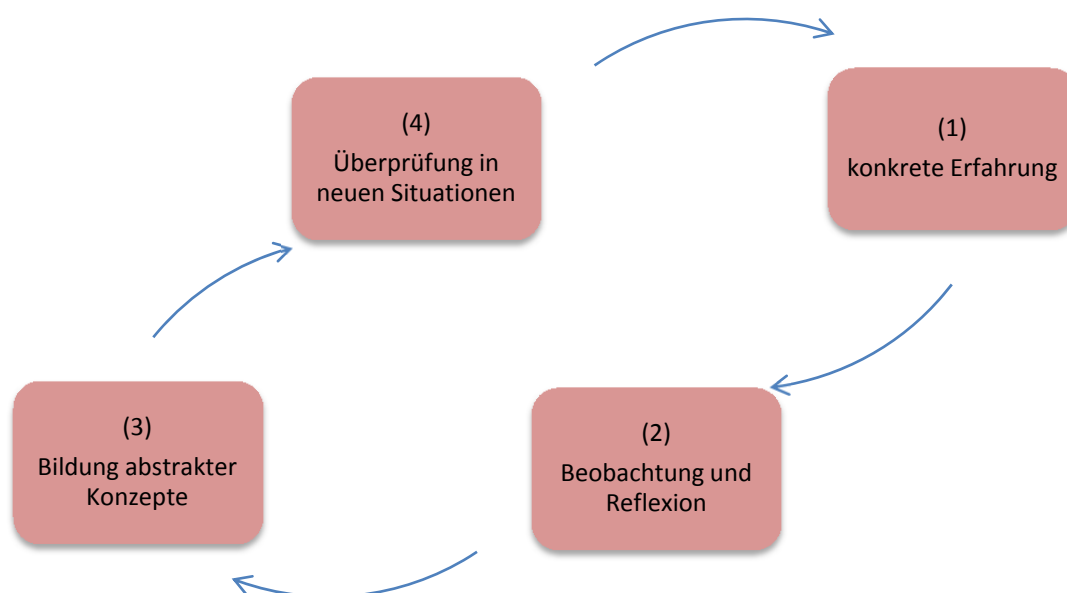 (4)
Überprüfung in
neuen Situationen
(1)
konkrete Erfahrung
(3)
Bildung abstrakter
Konzepte
(2)
Beobachtung und
Reflexion